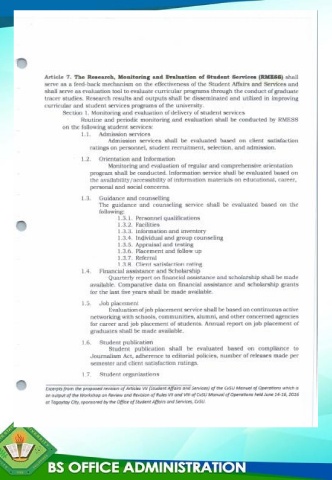 Article 7. The Research, Monitoring and Evaluation of Student Services (RMESS) shall
serve as a feed-back mechanism on the effectiveness of the Student Affairs and Services and
shall serve as evaluation tool to evaluate curricular programs through the conduct of graduate
tracer studies. Research results and outputs shall be disseminated and utilized in improving
curricular and student services programs of the university.
Section 1. Monitoring and evaluation of delivery of student services
Routine and periodic monitoring and evaluation shall be conducted by RMESS
on the following student services:
1.1. Admission services
Admission services shall be evaluated based on client satisfaction
ratings on personnel, student recruitment, selection, and admission.
1.2. Orientation and Information
Monitoring and evaluation of regular and comprehensive orientation
program shall be conducted. Information service shall be evaluated based on
the availability/accessibility of information materials on educational, career,
personal and social concerns.
1.3. Guidance and counselling
The guidance and counseling service shall be evaluated based on the
following:
1.3.1. Personnel qualifications
1.3.2. Facilities
1.3.3. Information and inventory
1.3.4. Individual and group counseling
1.3.5. Appraisal and testing
1.3.6. Placement and follow up
1.3.7. Referral
1.3.8. Client satisfaction rating
1.4. Financial assistance and Scholarship
Quarterly report on financial assistance and scholarship shall be made
available. Comparative data on financial assistance and scholarship grants
for the last five years shall be made available.
1.5. Job placement
Evaluation of job placement service shall be based on continuous active
networking with schools, communities, alumni, and other concerned agencies
for career and job placement of students. Annual report on job placement of
graduates shall be made available.
1.6. Student publication
Student publication shall be evaluated based on compliance to
Journalism Act, adherence to editorial policies, number of releases made per
semester and client satisfaction ratings.
1.7. Student organizations
Excerpts from the proposed revision of Articles VII (Student Affairs and Services) of the CvSU Manual of Operations which is
an output of the Workshop on Review and Revision of Rules VII and VIII of CvSU Manual of Operations held June 14-16, 2016
at Tagaytay City, sponsored by the Office of Student Affairs and Services, CvSU
BS OFFICE ADMINISTRATION